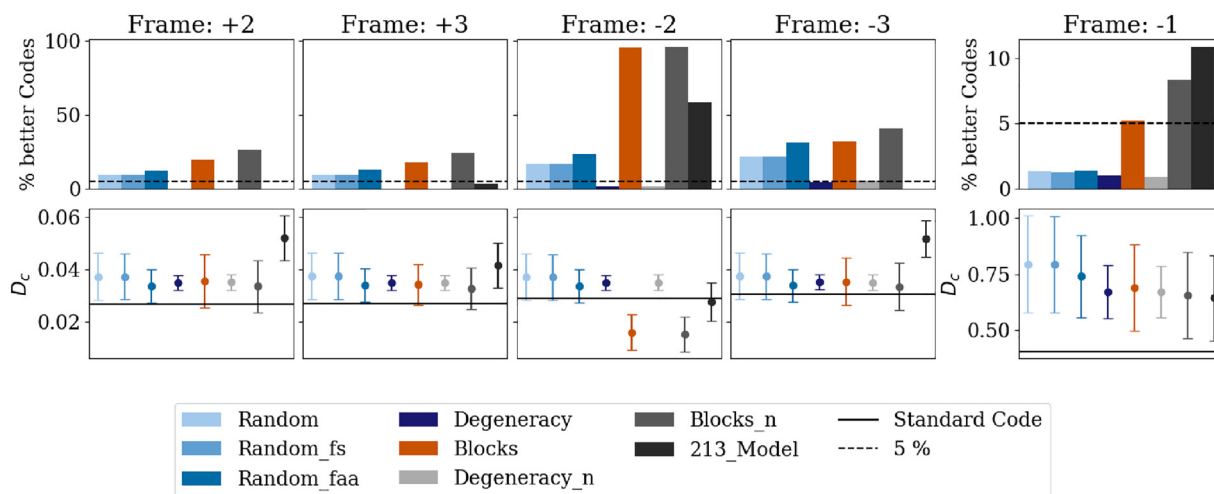 Frame: +2 Frame: +3 Frame: -2 Frame: -3 Frame: -1
% better Codes
100
50
0
% better Codes
10
5
0
D_c
0.06
0.04
0.02
D_c
1.00
0.75
0.50
Random Degeneracy Blocks_n Standard Code
Random_fs Blocks 213_Model 5 %
Random_faa Degeneracy_n